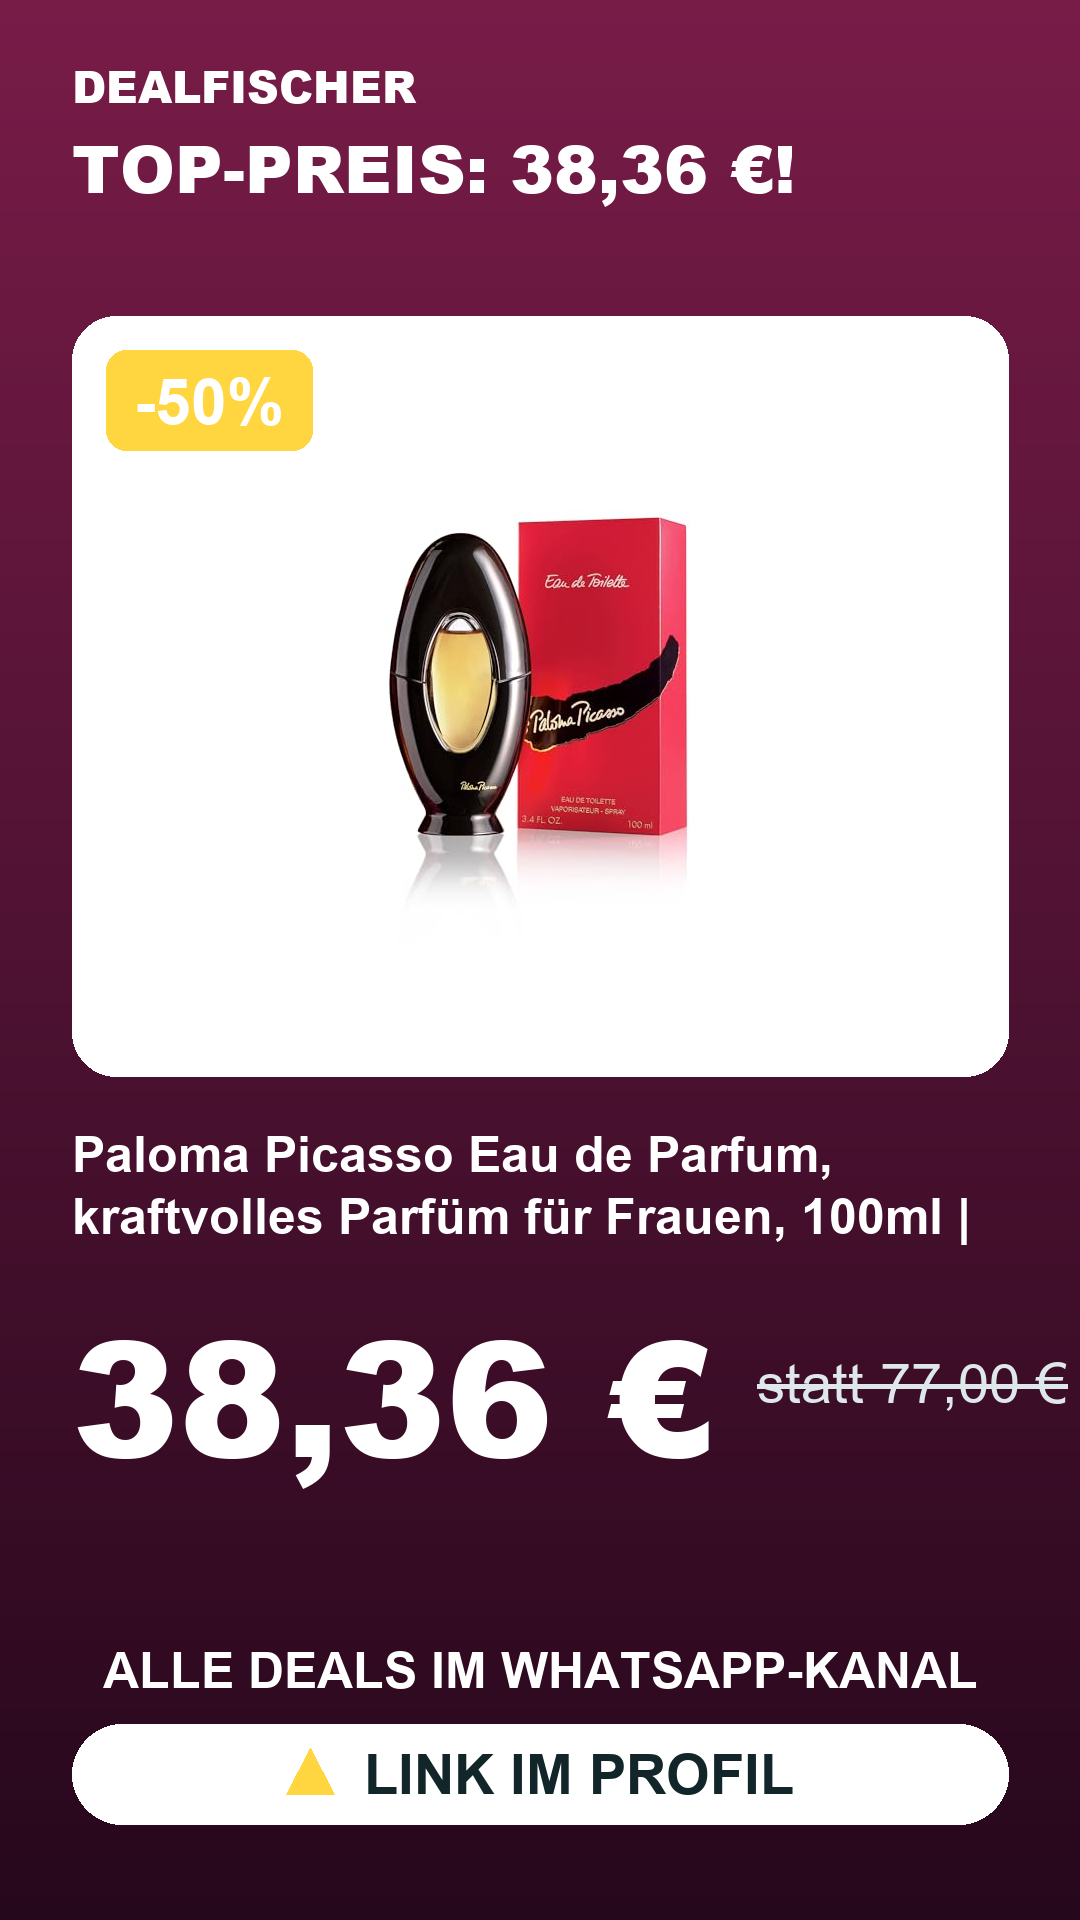 DEALFISCHER
TOP-PREIS: 38,36 €!
-50%
Eau de Toilette
Paloma Picasso
Paloma Picasso
EAU DE TOILETTE
VAPORISATEUR - SPRAY
3.4 FL. OZ. 100 ml
Paloma Picasso Eau de Parfum,
kraftvolles Parfüm für Frauen, 100ml |
38,36 € statt 77,00 €
ALLE DEALS IM WHATSAPP-KANAL
LINK IM PROFIL